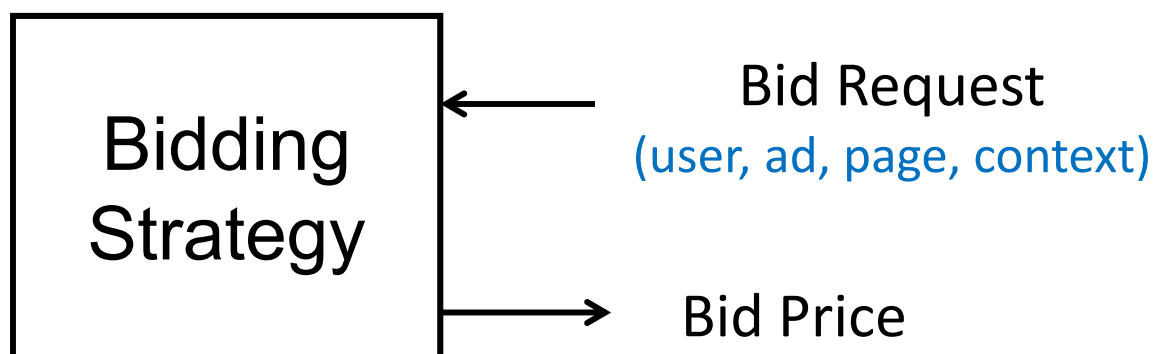 Bidding
Strategy
Bid Request
(user, ad, page, context)
Bid Price